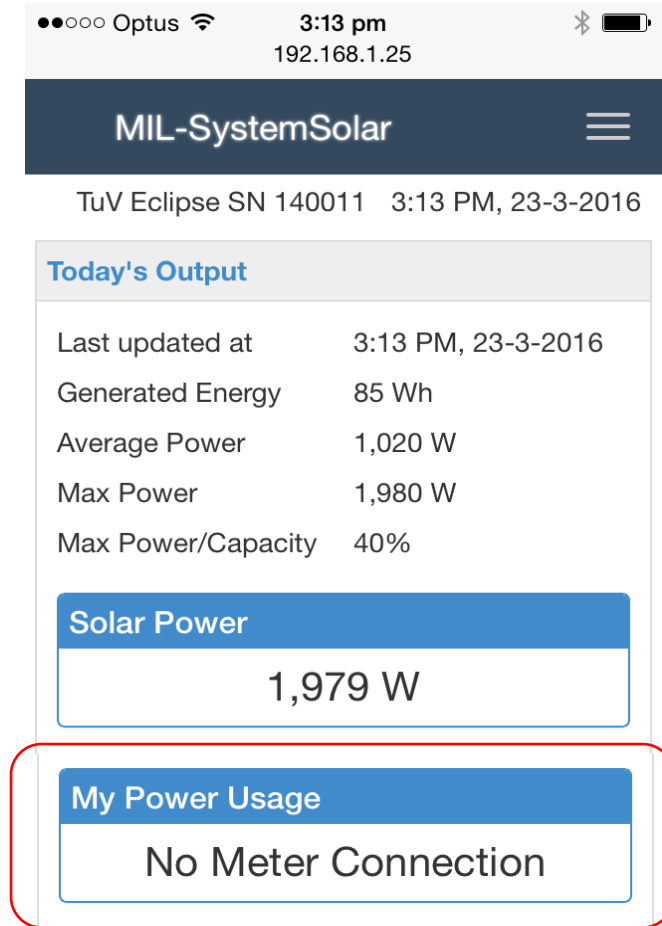 Optus 3:13 pm
192.168.1.25
MIL-SystemSolar
TuV Eclipse SN 140011 3:13 PM, 23-3-2016
Today's Output
Last updated at 3:13 PM, 23-3-2016
Generated Energy 85 Wh
Average Power 1,020 W
Max Power 1,980 W
Max Power/Capacity 40%
Solar Power
1,979 W
My Power Usage
No Meter Connection